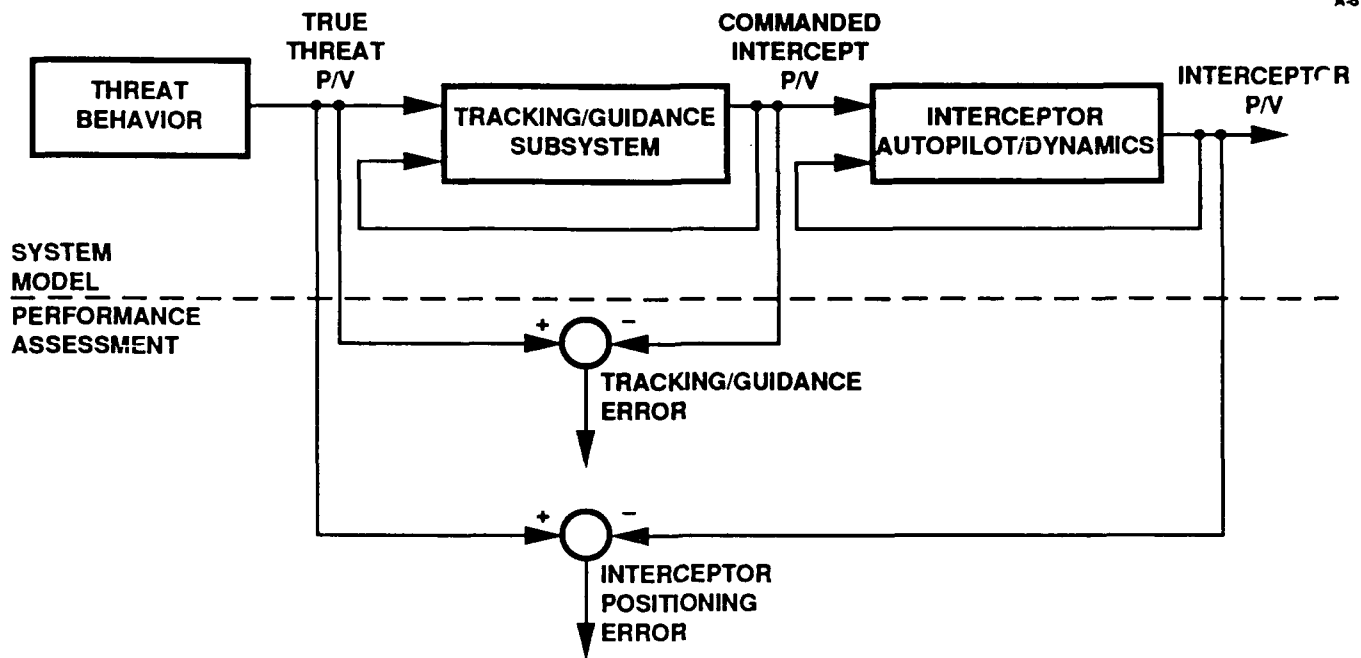 TRUE
THREAT
P/V
COMMANDED
INTERCEPT
P/V
INTERCEPTOR
P/V
THREAT
BEHAVIOR
TRACKING/GUIDANCE
SUBSYSTEM
INTERCEPTOR
AUTOPILOT/DYNAMICS
SYSTEM
MODEL
PERFORMANCE
ASSESSMENT
+ −
TRACKING/GUIDANCE
ERROR
+ −
INTERCEPTOR
POSITIONING
ERROR